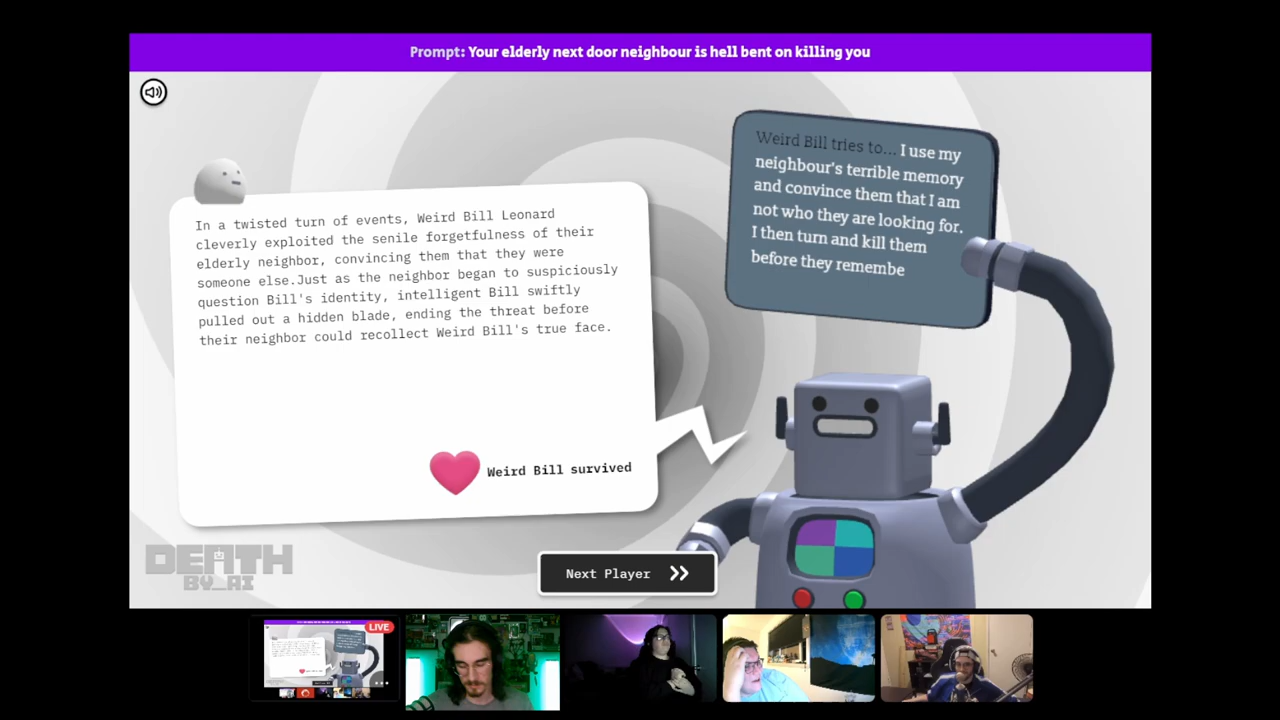 Prompt: Your elderly next door neighbour is hell bent on killing you
Weird Bill tries to... I use my
neighbour's terrible memory
and convince them that I am
not who they are looking for.
I then turn and kill them
before they remembe
In a twisted turn of events, Weird Bill Leonard
cleverly exploited the senile forgetfulness of their
elderly neighbor, convincing them that they were
someone else.Just as the neighbor began to suspiciously
question Bill's identity, intelligent Bill swiftly
pulled out a hidden blade, ending the threat before
their neighbor could recollect Weird Bill's true face.
Weird Bill survived
DEATH
BY_AI
Next Player
LIVE